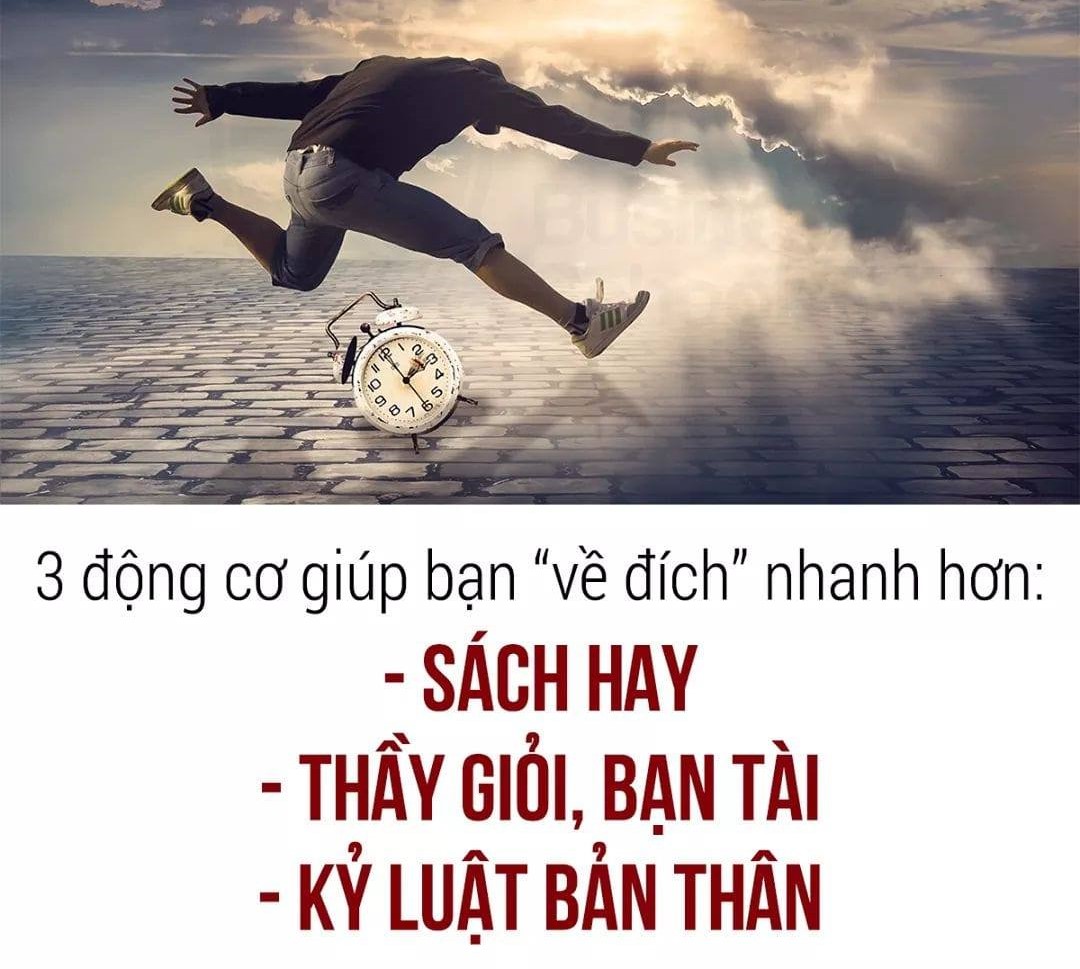 3 động cơ giúp bạn “về đích” nhanh hơn:
- SÁCH HAY
- THẦY GIỎI, BẠN TÀI
- KỶ LUẬT BẢN THÂN